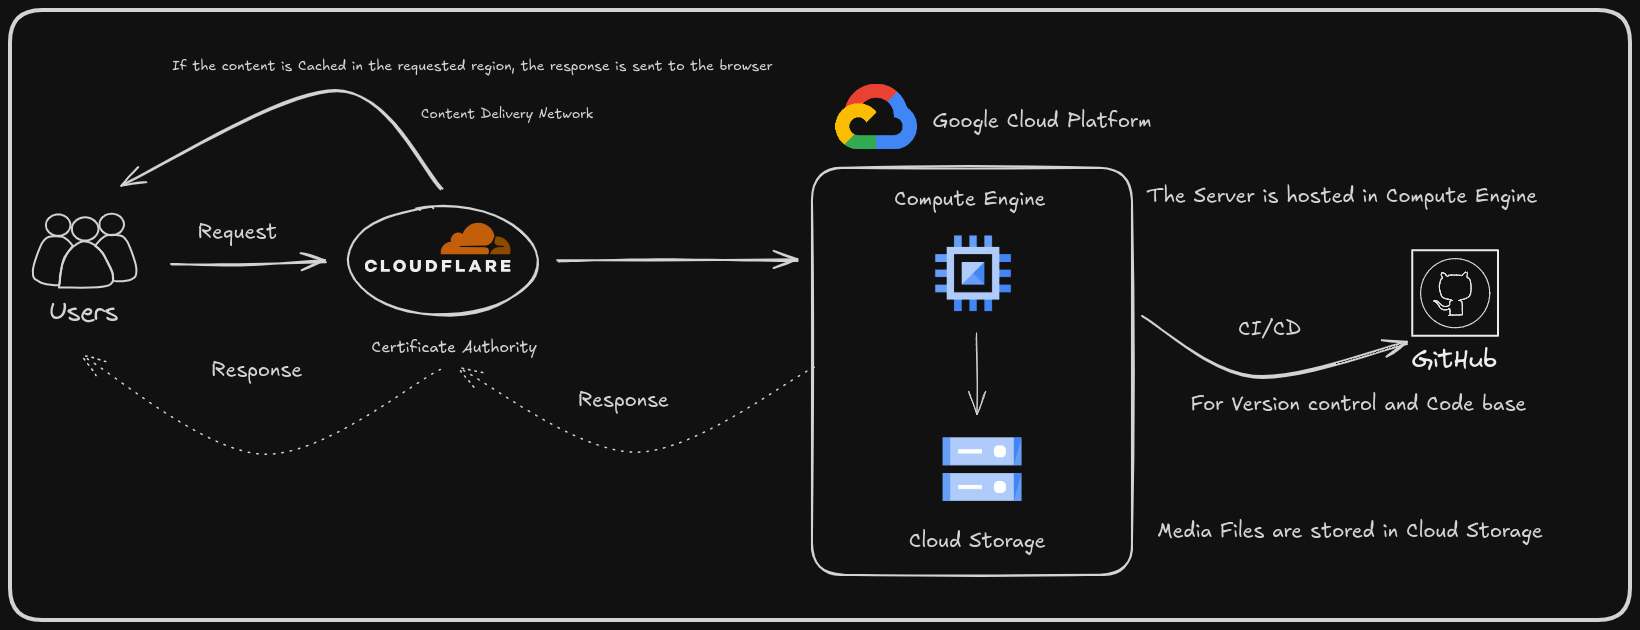 If the content is Cached in the requested region, the response is sent to the browser
Content Delivery Network
Google Cloud Platform
Compute Engine
The Server is hosted in Compute Engine
Request
CLOUDFLARE
Users
CI/CD
Certificate Authority
GitHub
Response
Response
For Version control and Code base
Cloud Storage
Media Files are stored in Cloud Storage